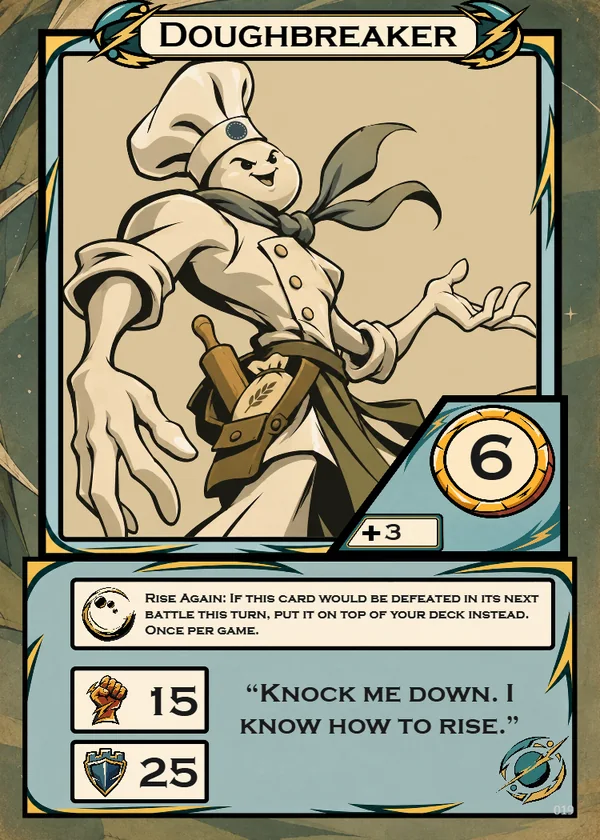 Doughbreaker
6
+3
Rise Again: If this card would be defeated in its next
battle this turn, put it on top of your deck instead.
Once per game.
15
“Knock me down. I
know how to rise.”
25
019